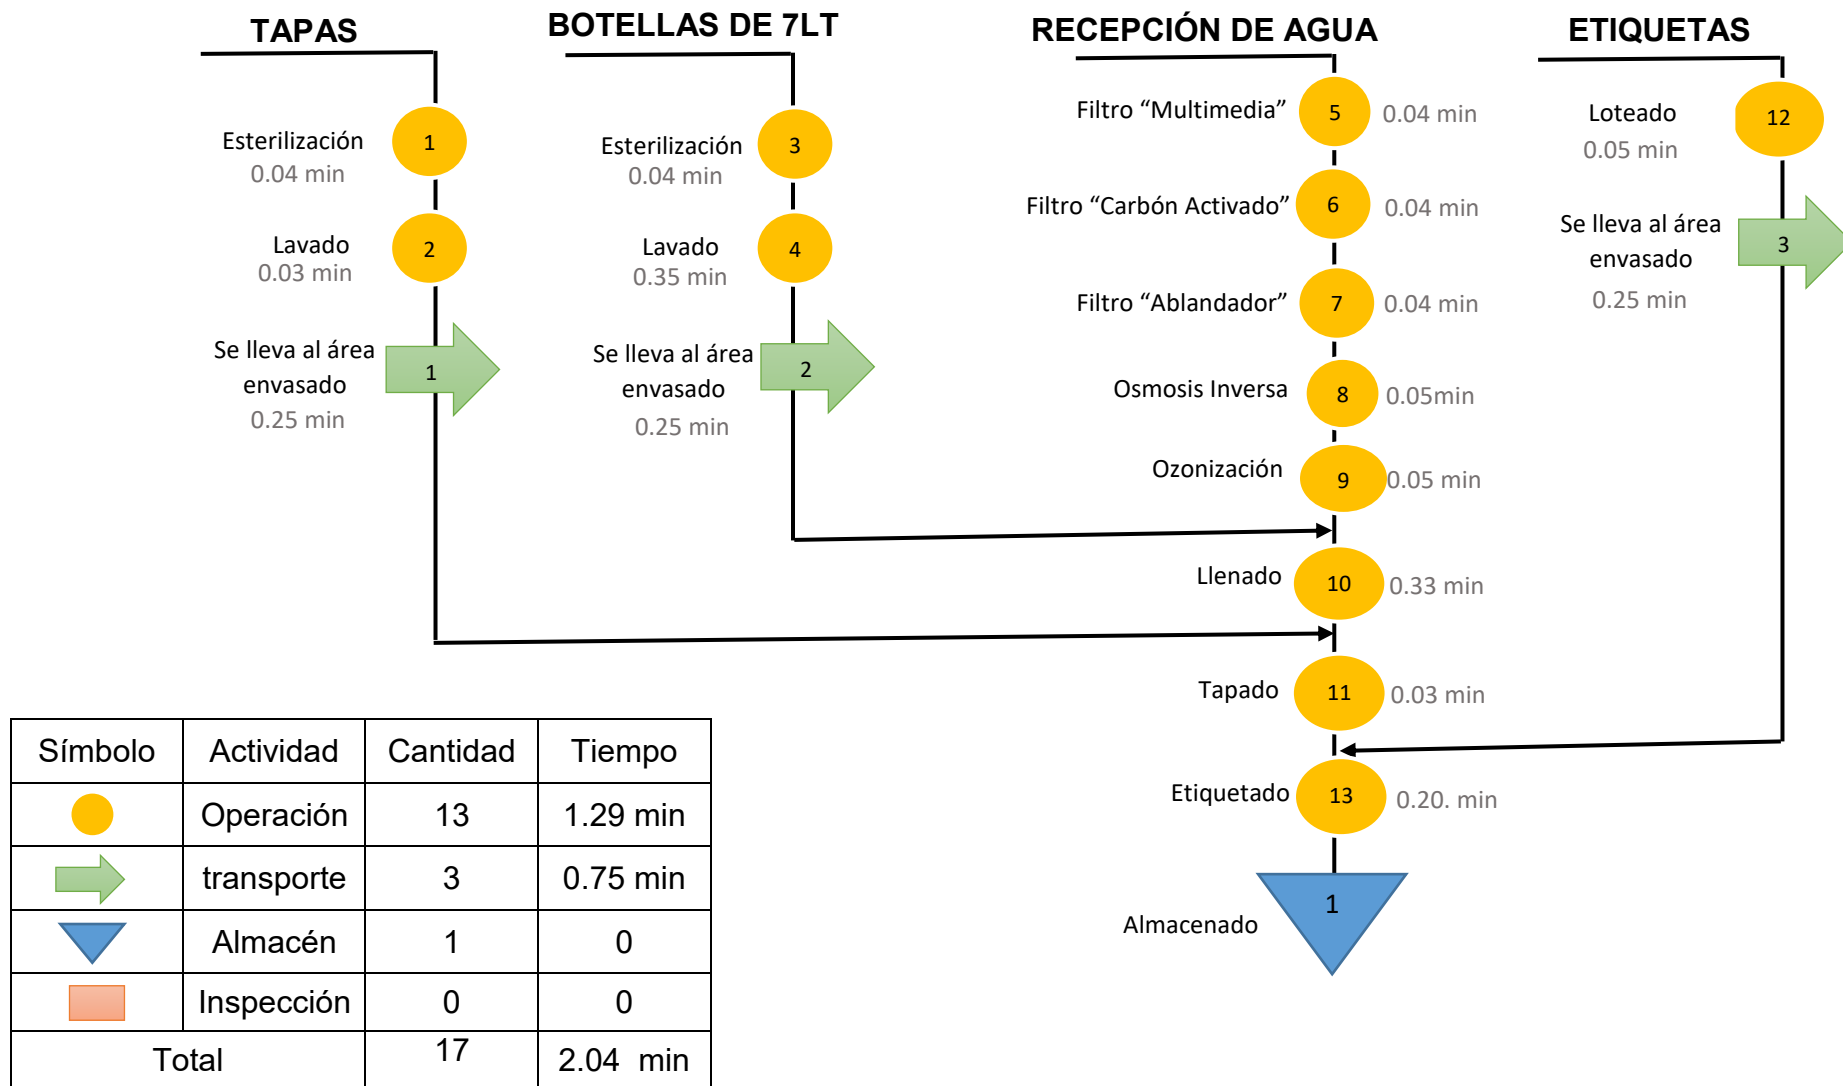 TAPAS
Esterilización
1
0.04 min
Lavado
2
0.03 min
Se lleva al área
envasado
1
0.25 min
BOTELLAS DE 7LT
Esterilización
3
0.04 min
Lavado
4
0.35 min
Se lleva al área
envasado
2
0.25 min
RECEPCIÓN DE AGUA
Filtro “Multimedia”
5
0.04 min
Filtro “Carbón Activado”
6
0.04 min
Filtro “Ablandador”
7
0.04 min
Osmosis Inversa
8
0.05min
Ozonización
9
0.05 min
Llenado
10
0.33 min
Tapado
11
0.03 min
Etiquetado
13
0.20. min
Almacenado
1
ETIQUETAS
Loteado
12
0.05 min
Se lleva al área
envasado
3
0.25 min
Símbolo Actividad Cantidad Tiempo
Operación 13 1.29 min
transporte 3 0.75 min
Almacén 1 0
Inspección 0 0
Total 17 2.04 min